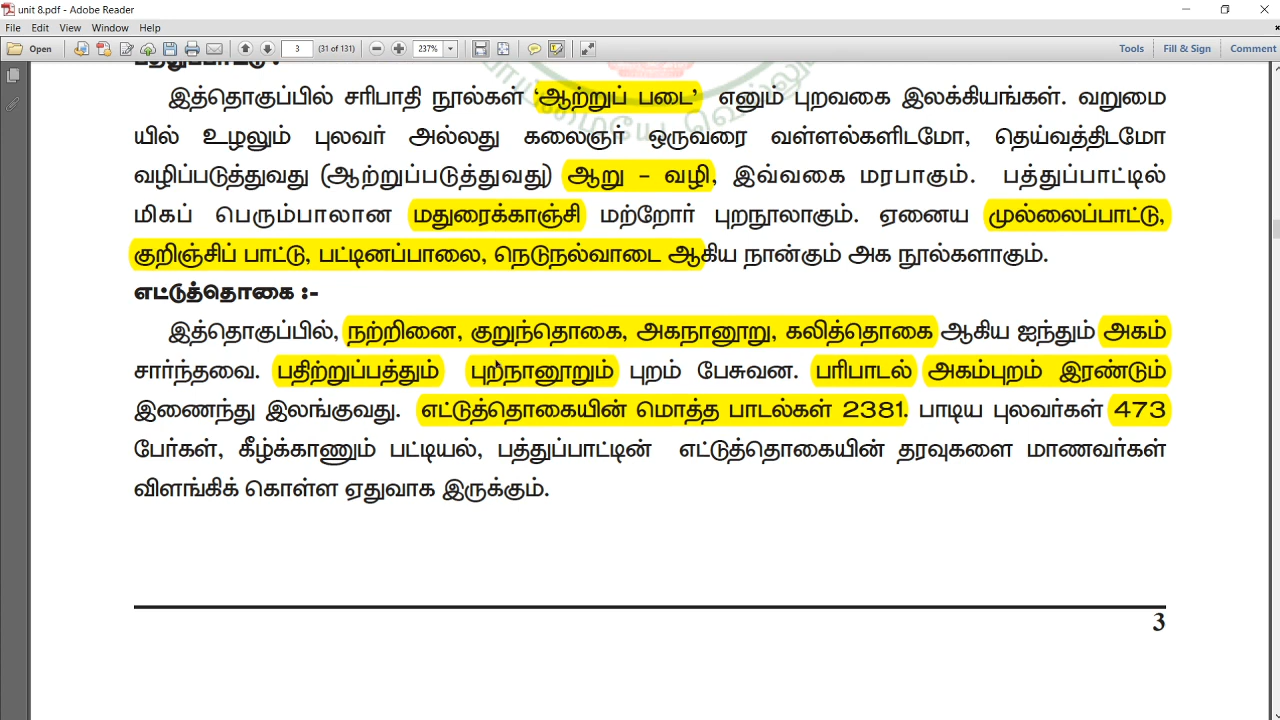 unit 8.pdf - Adobe Reader
File Edit View Window Help
Open 3 (31 of 131) 237% Tools Fill & Sign Comment
பத்துப்பாட்டு :
இத்தொகுப்பில் சரிபாதி நூல்கள் ‘ஆற்றுப் படை’ எனும் புறவகை இலக்கியங்கள். வறுமை
யில் உழலும் புலவர் அல்லது கலைஞர் ஒருவரை வள்ளல்களிடமோ, தெய்வத்திடமோ
வழிப்படுத்துவது (ஆற்றுப்படுத்துவது) ஆறு – வழி, இவ்வகை மரபாகும். பத்துப்பாட்டில்
மிகப் பெரும்பாலான மதுரைக்காஞ்சி மற்றோர் புறநூலாகும். ஏனைய முல்லைப்பாட்டு,
குறிஞ்சிப் பாட்டு, பட்டினப்பாலை, நெடுநல்வாடை ஆகிய நான்கும் அக நூல்களாகும்.
எட்டுத்தொகை :-
இத்தொகுப்பில், நற்றினை, குறுந்தொகை, அகநானூறு, கலித்தொகை ஆகிய ஐந்தும் அகம்
சார்ந்தவை. பதிற்றுப்பத்தும் புறநானூறும் புறம் பேசுவன. பரிபாடல் அகம்புறம் இரண்டும்
இணைந்து இலங்குவது. எட்டுத்தொகையின் மொத்த பாடல்கள் 2381. பாடிய புலவர்கள் 473
பேர்கள், கீழ்க்காணும் பட்டியல், பத்துப்பாட்டின் எட்டுத்தொகையின் தரவுகளை மாணவர்கள்
விளங்கிக் கொள்ள ஏதுவாக இருக்கும்.
3